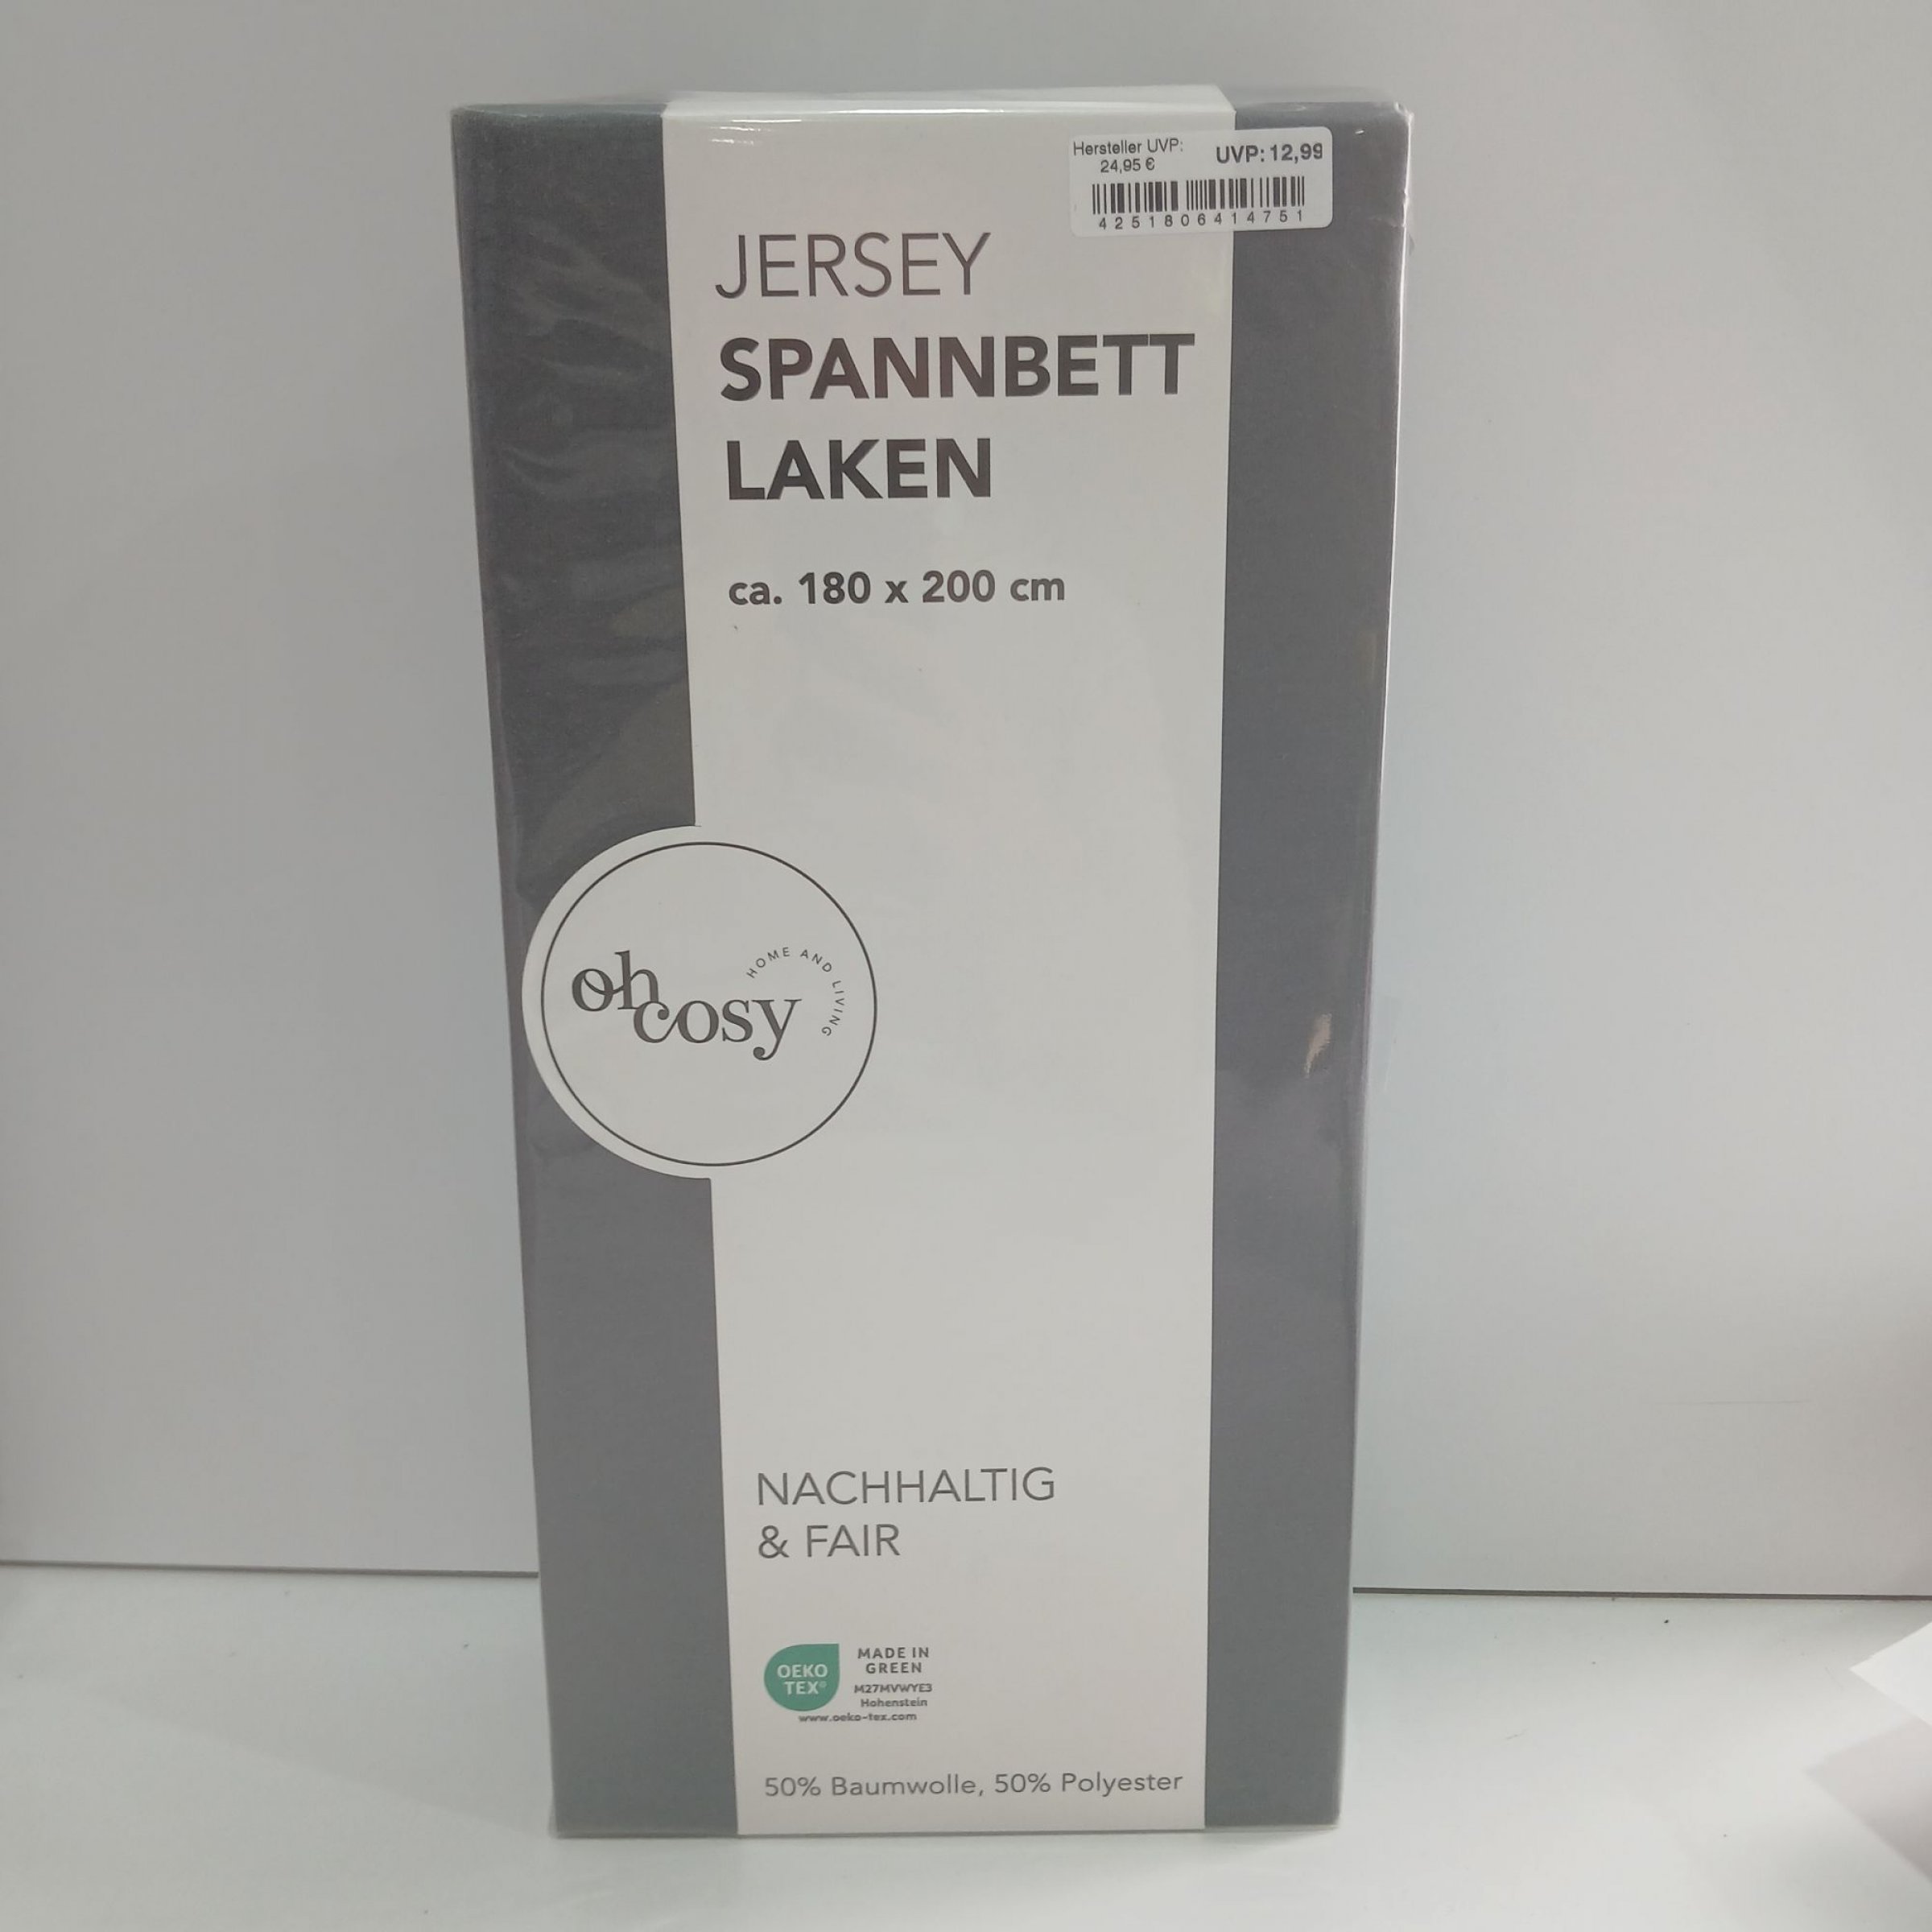 Hersteller UVP:
24,95 €
UVP: 12,99
4251806414751
JERSEY
SPANNBETT
LAKEN
ca. 180 x 200 cm
oh
cosy
HOME AND LIVING
NACHHALTIG
& FAIR
OEKO
TEX®
MADE IN
GREEN
M27MVWYE3
Hohenstein
www.oeko-tex.com
50% Baumwolle, 50% Polyester